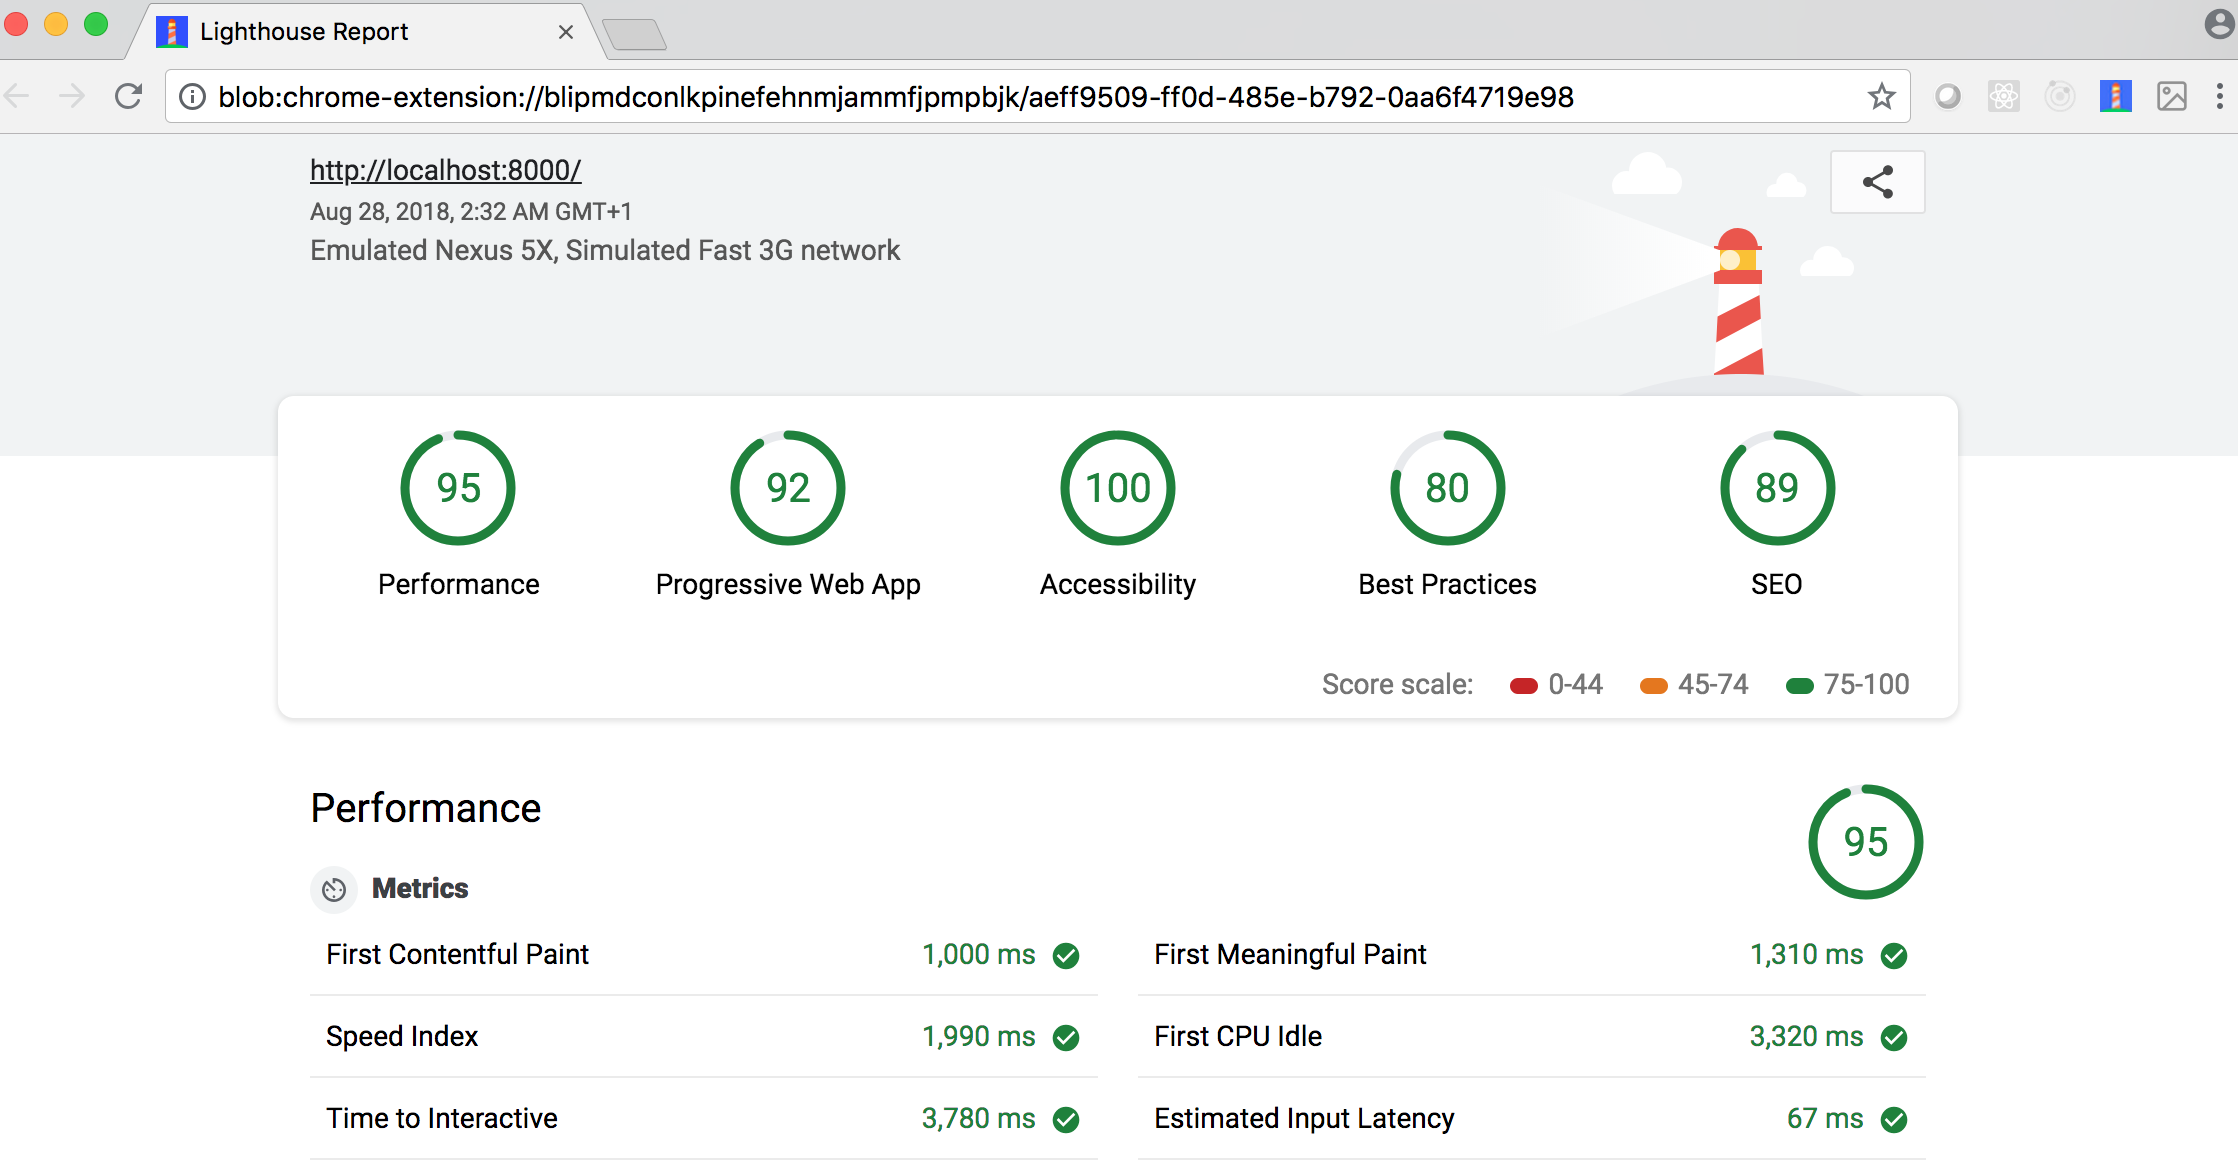 Lighthouse Report
blob:chrome-extension://blipmdconlkpinefehnmjammfjpmpbjk/aeff9509-ff0d-485e-b792-0aa6f4719e98
http://localhost:8000/
Aug 28, 2018, 2:32 AM GMT+1
Emulated Nexus 5X, Simulated Fast 3G network
95 92 100 80 89
Performance Progressive Web App Accessibility Best Practices SEO
Score scale: 0-44 45-74 75-100
Performance
95
Metrics
First Contentful Paint 1,000 ms First Meaningful Paint 1,310 ms
Speed Index 1,990 ms First CPU Idle 3,320 ms
Time to Interactive 3,780 ms Estimated Input Latency 67 ms